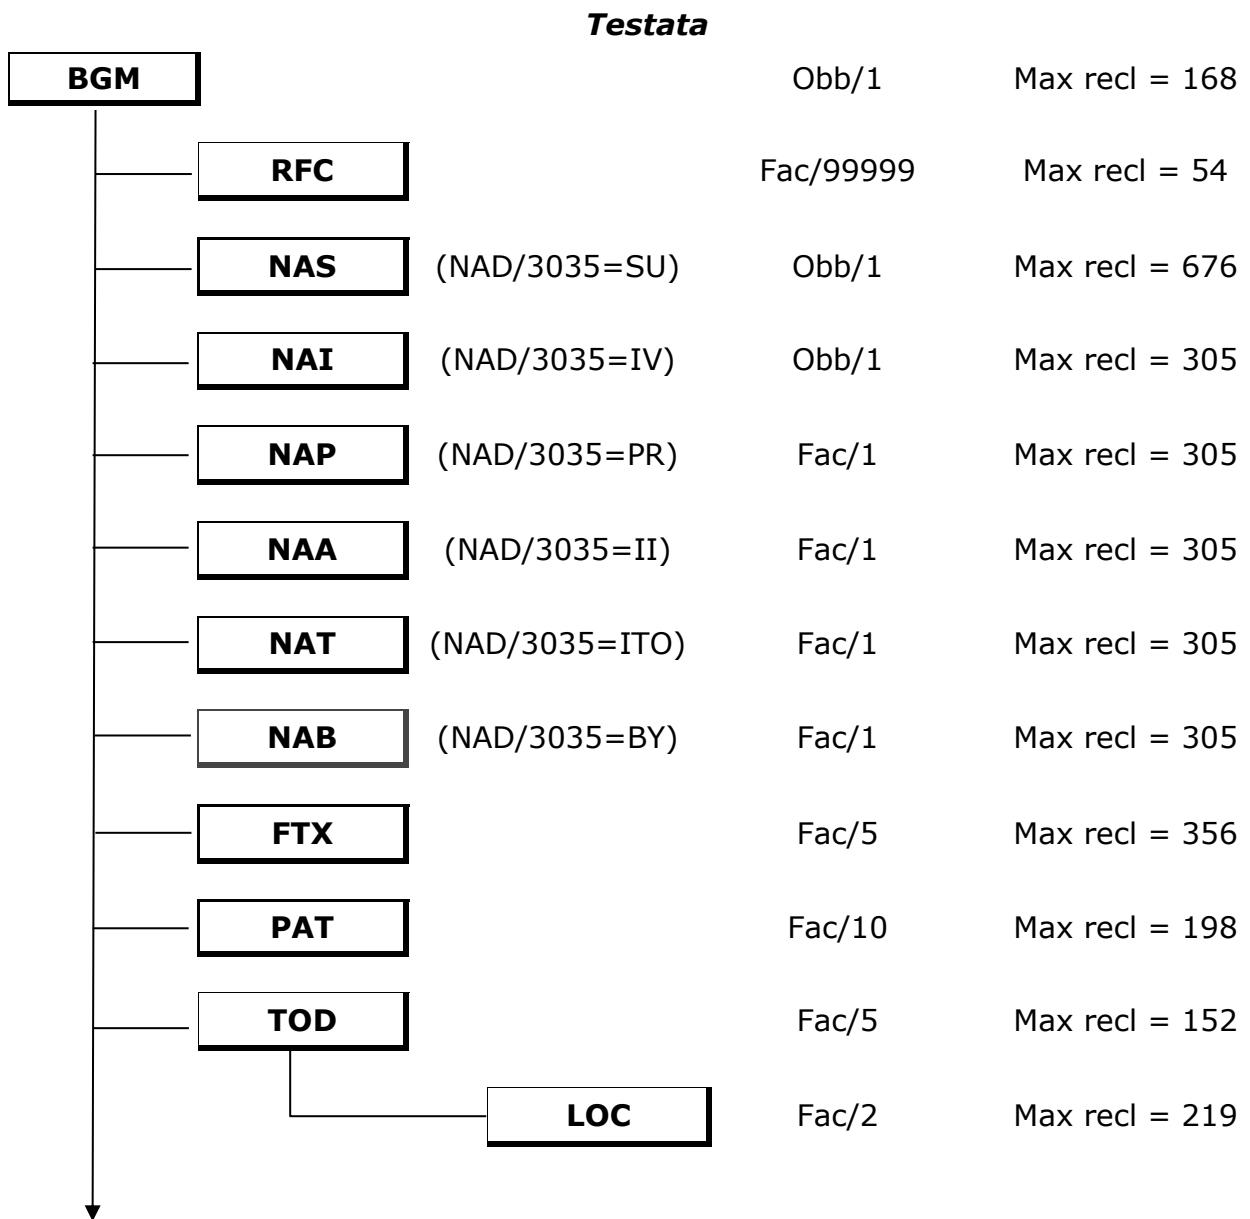 Testata
BGM Obb/1 Max recl = 168
RFC Fac/99999 Max recl = 54
NAS (NAD/3035=SU) Obb/1 Max recl = 676
NAI (NAD/3035=IV) Obb/1 Max recl = 305
NAP (NAD/3035=PR) Fac/1 Max recl = 305
NAA (NAD/3035=II) Fac/1 Max recl = 305
NAT (NAD/3035=ITO) Fac/1 Max recl = 305
NAB (NAD/3035=BY) Fac/1 Max recl = 305
FTX Fac/5 Max recl = 356
PAT Fac/10 Max recl = 198
TOD Fac/5 Max recl = 152
LOC Fac/2 Max recl = 219